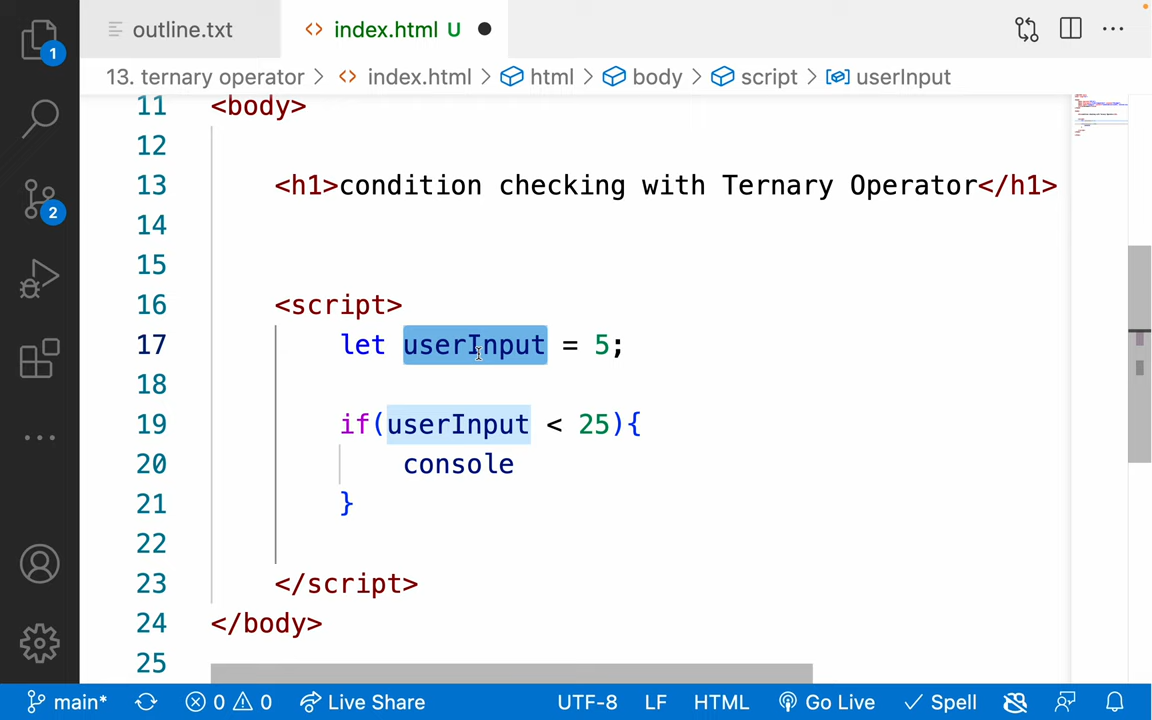 outline.txt
<> index.html U
13. ternary operator > <> index.html > html > body > script > userInput
1
2
11 <body>
12
13 <h1>condition checking with Ternary Operator</h1>
14
15
16 <script>
17 let userInput = 5;
18
19 if(userInput < 25){
20 console
21 }
22
23 </script>
24 </body>
25
main* 0 0 Live Share UTF-8 LF HTML Go Live Spell